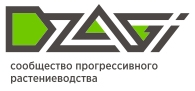 DZAGI
сообщество прогрессивного
растениеводства